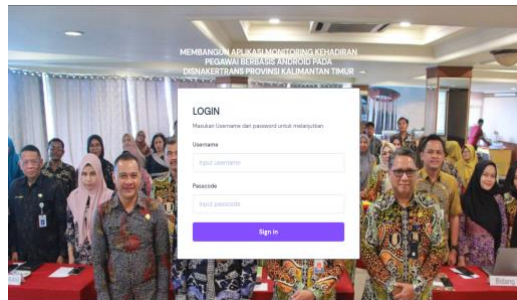 MEMBANGUN APLIKASI MONITORING KEHADIRAN
PEGAWAI BERBASIS ANDROID PADA
DISNAKERTRANS PROVINSI KALIMANTAN TIMUR →
LOGIN
Masukan Username dan password untuk melanjutkan
Username
Input username
Passcode
Input passcode
Sign in
Bidang